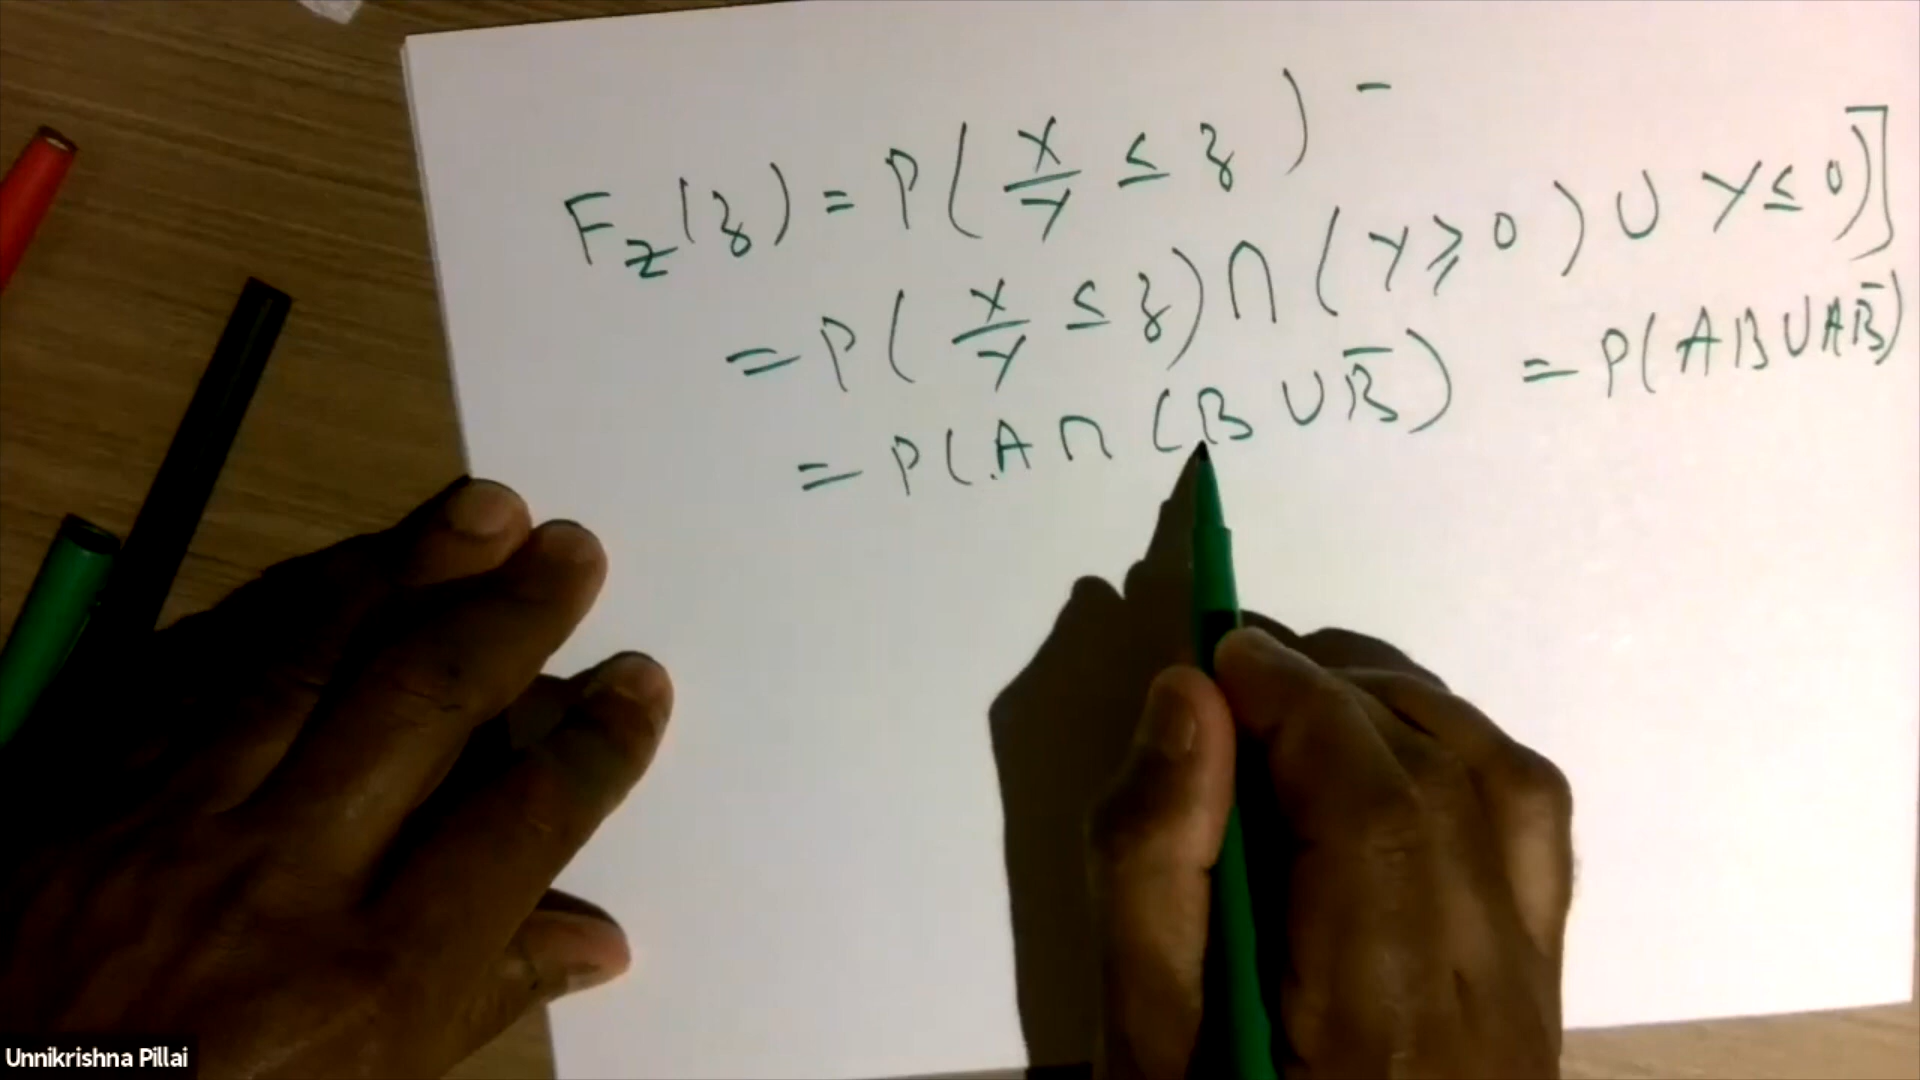 F_Z(z) = P( X/Y ≤ z ) -
= P( X/Y ≤ z) ∩ (Y ≥ 0) ∪ Y ≤ 0)]
= P(A ∩ (B ∪ B̅) = P(AB ∪ AB̅)
Unnikrishna Pillai